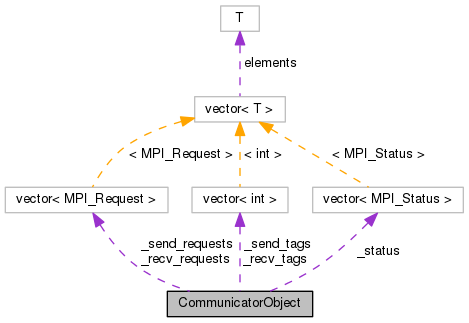 T
elements
vector< T >
< MPI_Request >
< int >
< MPI_Status >
vector< MPI_Request >
vector< int >
vector< MPI_Status >
_send_requests
_recv_requests
_send_tags
_recv_tags
_status
CommunicatorObject